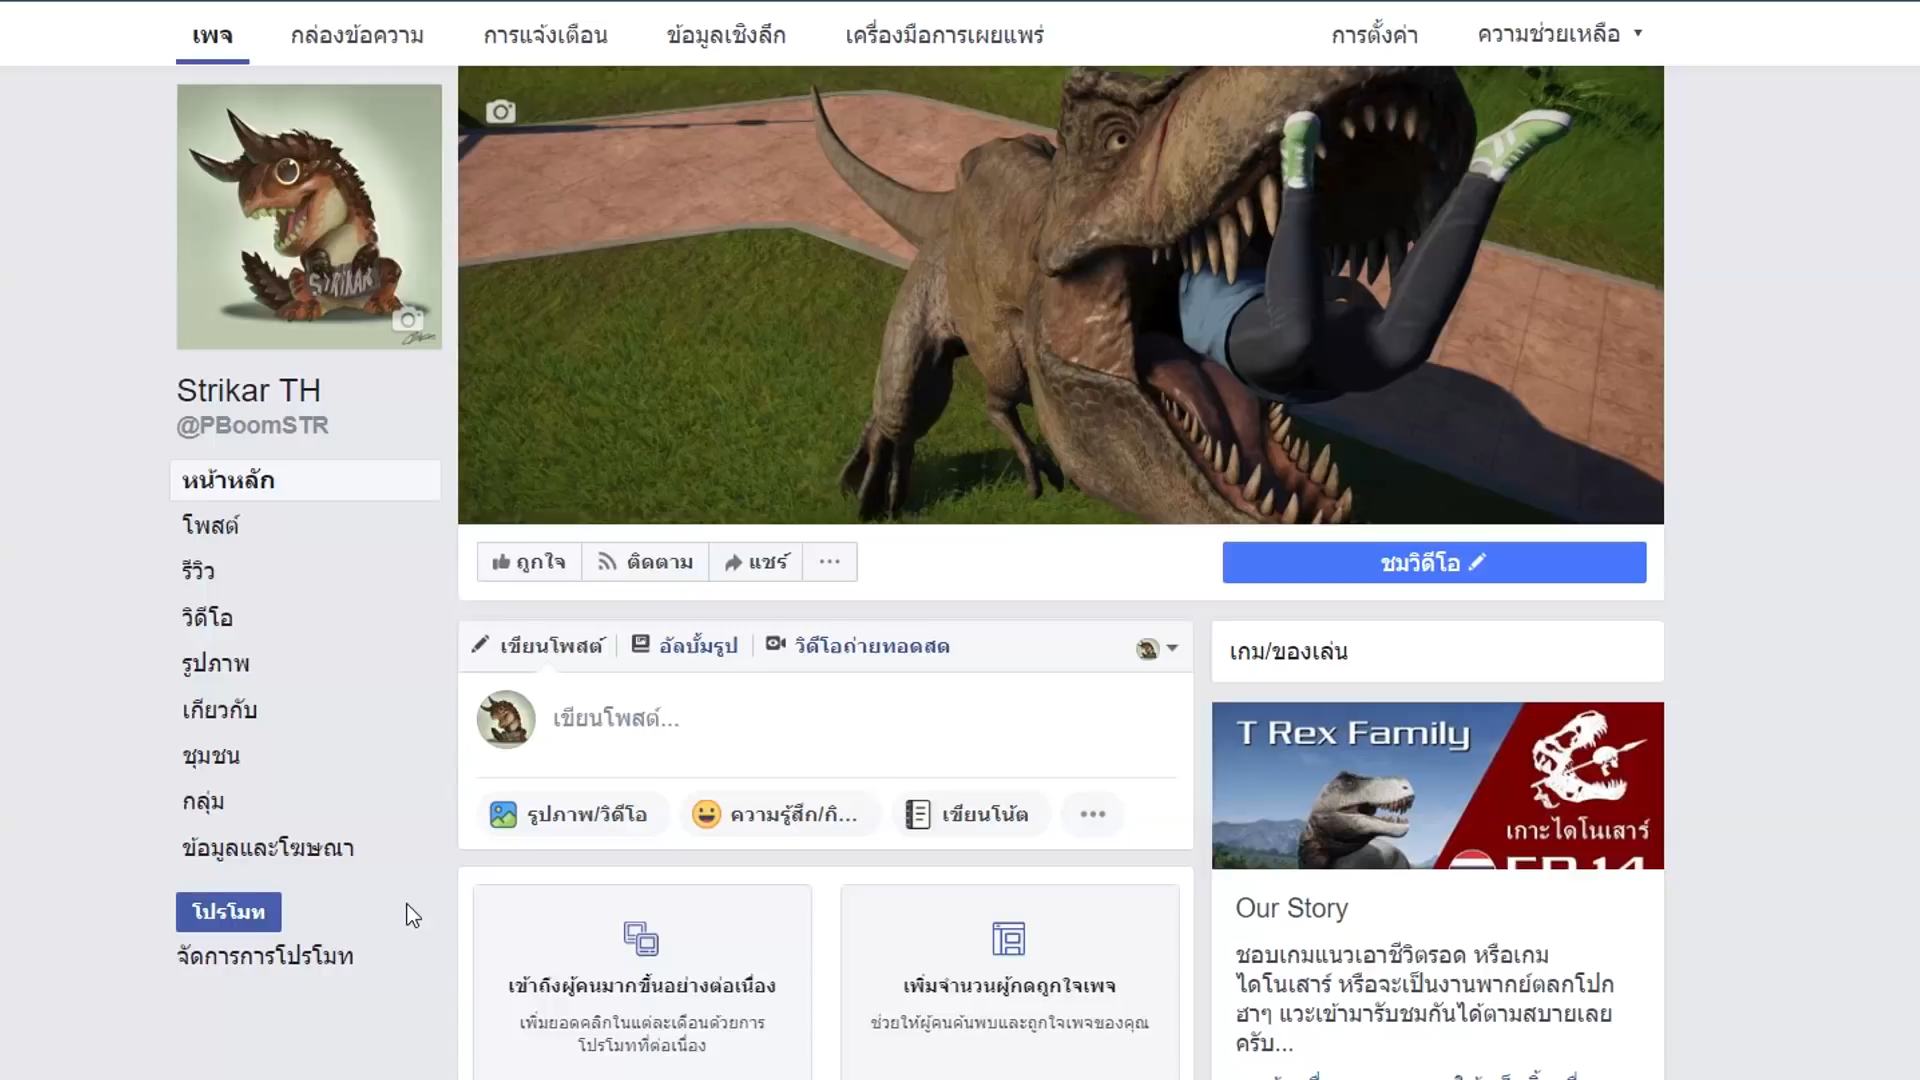 เพจ
กล่องข้อความ
การแจ้งเตือน
ข้อมูลเชิงลึก
เครื่องมือการเผยแพร่
การตั้งค่า
ความช่วยเหลือ
STRIKAR
Strikar TH
@PBoomSTR
หน้าหลัก
โพสต์
รีวิว
วิดีโอ
รูปภาพ
เกี่ยวกับ
ชุมชน
กลุ่ม
ข้อมูลและโฆษณา
โปรโมท
จัดการการโปรโมท
ถูกใจ
ติดตาม
แชร์
ชมวิดีโอ
เขียนโพสต์
อัลบั้มรูป
วิดีโอถ่ายทอดสด
เขียนโพสต์...
รูปภาพ/วิดีโอ
ความรู้สึก/กิ...
เขียนโน้ต
เข้าถึงผู้คนมากขึ้นอย่างต่อเนื่อง
เพิ่มยอดคลิกในแต่ละเดือนด้วยการ
โปรโมทที่ต่อเนื่อง
เพิ่มจำนวนผู้กดถูกใจเพจ
ช่วยให้ผู้คนค้นพบและถูกใจเพจของคุณ
เกม/ของเล่น
T Rex Family
เกาะไดโนเสาร์
EP.14
Our Story
ชอบเกมแนวเอาชีวิตรอด หรือเกม
ไดโนเสาร์ หรือจะเป็นงานพากย์ตลกโปก
ฮาๆ แวะเข้ามารับชมกันได้ตามสบายเลย
ครับ...